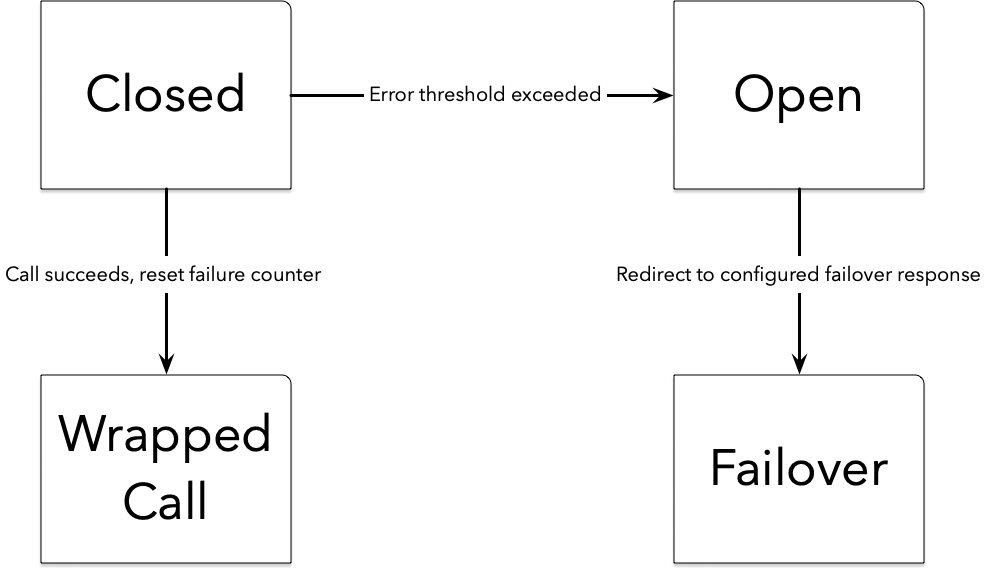 Closed
Error threshold exceeded
Open
Call succeeds, reset failure counter
Redirect to configured failover response
Wrapped
Call
Failover